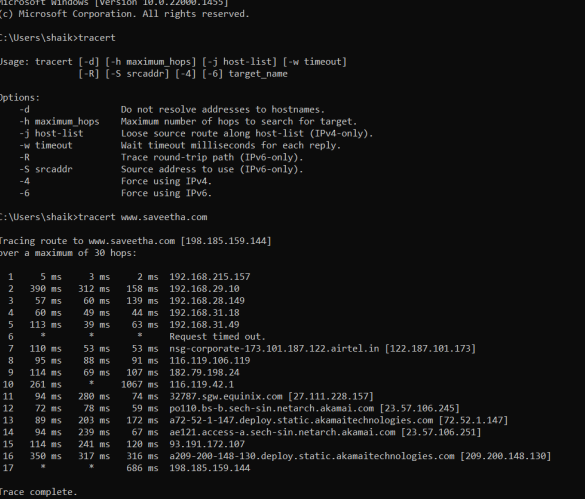 Microsoft Windows [Version 10.0.22000.1455]
(c) Microsoft Corporation. All rights reserved.
C:\Users\shaik>tracert
Usage: tracert [-d] [-h maximum_hops] [-j host-list] [-w timeout]
[-R] [-S srcaddr] [-4] [-6] target_name
Options:
-d Do not resolve addresses to hostnames.
-h maximum_hops Maximum number of hops to search for target.
-j host-list Loose source route along host-list (IPv4-only).
-w timeout Wait timeout milliseconds for each reply.
-R Trace round-trip path (IPv6-only).
-S srcaddr Source address to use (IPv6-only).
-4 Force using IPv4.
-6 Force using IPv6.
C:\Users\shaik>tracert www.saveetha.com
Tracing route to www.saveetha.com [198.185.159.144]
over a maximum of 30 hops:
1 5 ms 3 ms 2 ms 192.168.215.157
2 390 ms 312 ms 158 ms 192.168.29.10
3 57 ms 60 ms 139 ms 192.168.28.149
4 60 ms 49 ms 44 ms 192.168.31.18
5 113 ms 39 ms 63 ms 192.168.31.49
6 * * * Request timed out.
7 110 ms 53 ms 53 ms nsg-corporate-173.101.187.122.airtel.in [122.187.101.173]
8 95 ms 88 ms 91 ms 116.119.106.119
9 114 ms 69 ms 107 ms 182.79.198.24
10 261 ms * 1067 ms 116.119.42.1
11 94 ms 280 ms 74 ms 32787.sgw.equinix.com [27.111.228.157]
12 72 ms 78 ms 59 ms po110.bs-b.sech-sin.netarch.akamai.com [23.57.106.245]
13 89 ms 203 ms 172 ms a72-52-1-147.deploy.static.akamaitechnologies.com [72.52.1.147]
14 94 ms 239 ms 67 ms ae121.access-a.sech-sin.netarch.akamai.com [23.57.106.251]
15 114 ms 241 ms 120 ms 93.191.172.107
16 350 ms 317 ms 316 ms a209-200-148-130.deploy.static.akamaitechnologies.com [209.200.148.130]
17 * * 686 ms 198.185.159.144
Trace complete.